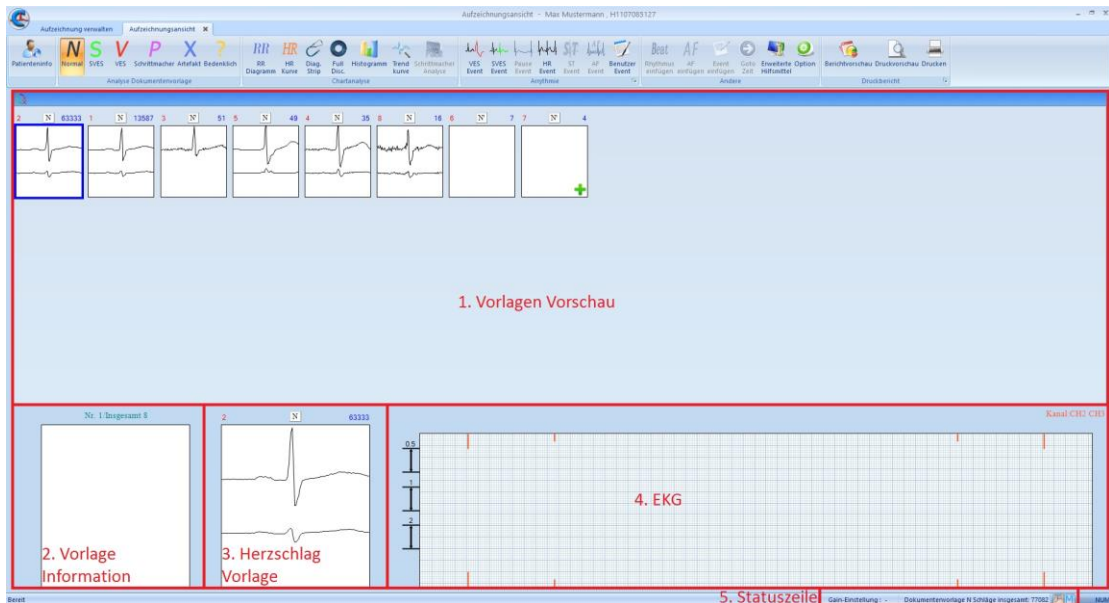 Aufzeichnungsansicht - Max Mustermann , H1107083127
Aufzeichnung verwalten Aufzeichnungsansicht
N S V P X ? RR HR Beat AF
Patienteninfo Normal SVES VES Schrittmacher Artefakt Bedenklich RR Diagramm HR Kurve Diag. Strip Full Disc. Histogramm Trend kurve Schrittmacher Analyse VES Event SVES Event Pause Event HR Event ST Event AF Event Benutzer Event Rhythmus einfügen AF einfügen Event einfügen Goto Zeit Erweiterte Hilfsmittel Option Berichtvorschau Druckvorschau Drucken
Analyse Dokumentenvorlage Chartanalyse Arrythmie Andere Druckbericht
2 N 63333 1 N 13587 3 N 51 5 N 49 4 N 35 8 N 16 6 N 7 7 N 4
1. Vorlagen Vorschau
Nr. 1/Insgesamt 8
2 N 63333
Kanal CH2 CH3
0.5
1
2
4. EKG
2. Vorlage
Information
3. Herzschlag
Vorlage
5. Statuszeile
Bereit Gain-Einstellung : - Dokumentenvorlage N Schläge insgesamt: 77082 NUM